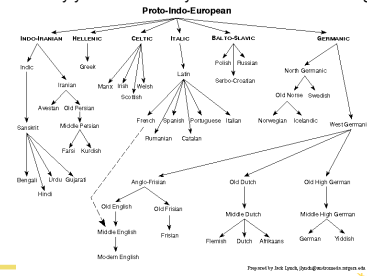 Proto-Indo-European
INDO-IRANIAN HELLENIC CELTIC ITALIC BALTO-SLAVIC GERMANIC
Indic
Greek
Polish Russian
Iranian
Latin
North Germanic
Manx Irish Welsh
Serbo-Croatian
Scottish
Avestan Old Persian
Old Norse Swedish
French Spanish Portuguese Italian
Norwegian Icelandic
Sanskrit
Middle Persian
West Germanic
Rumanian Catalan
Farsi Kurdish
Bengali Urdu Gujarati
Hindi
Anglo-Frisian Old Dutch Old High German
Old English Old Frisian
Middle Dutch Middle High German
Middle English Frisian
Flemish Dutch Afrikaans
German Yiddish
Modern English
Prepared by Jack Lynch,